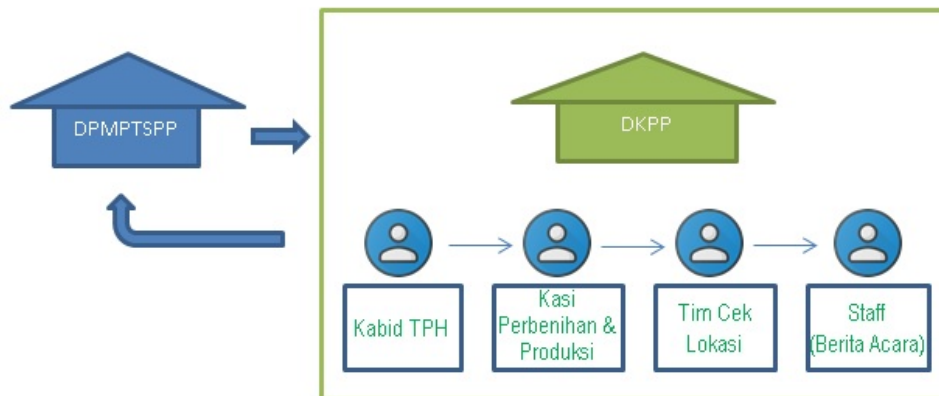 DPMPTSPP
DKPP
Kabid TPH
Kasi
Perbenihan &
Produksi
Tim Cek
Lokasi
Staff
(Berita Acara)